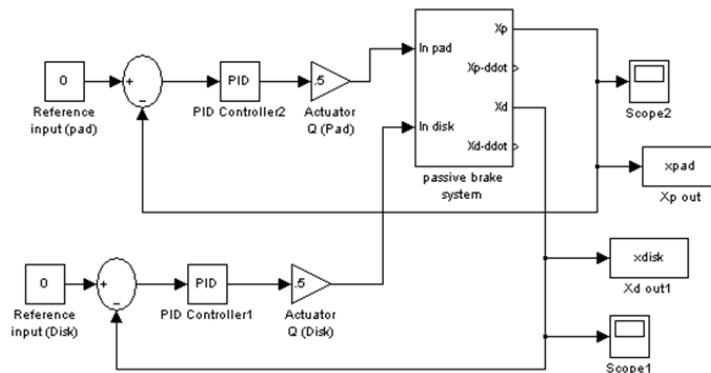 0
+
−
Reference
input (pad)
PID
PID Controller2
.5
Actuator
Q (Pad)
In pad
In disk
Xp
Xp-ddot
Xd
Xd-ddot
passive brake
system
Scope2
xpad
Xp out
0
+
−
Reference
input (Disk)
PID
PID Controller1
.5
Actuator
Q (Disk)
xdisk
Xd out1
Scope1